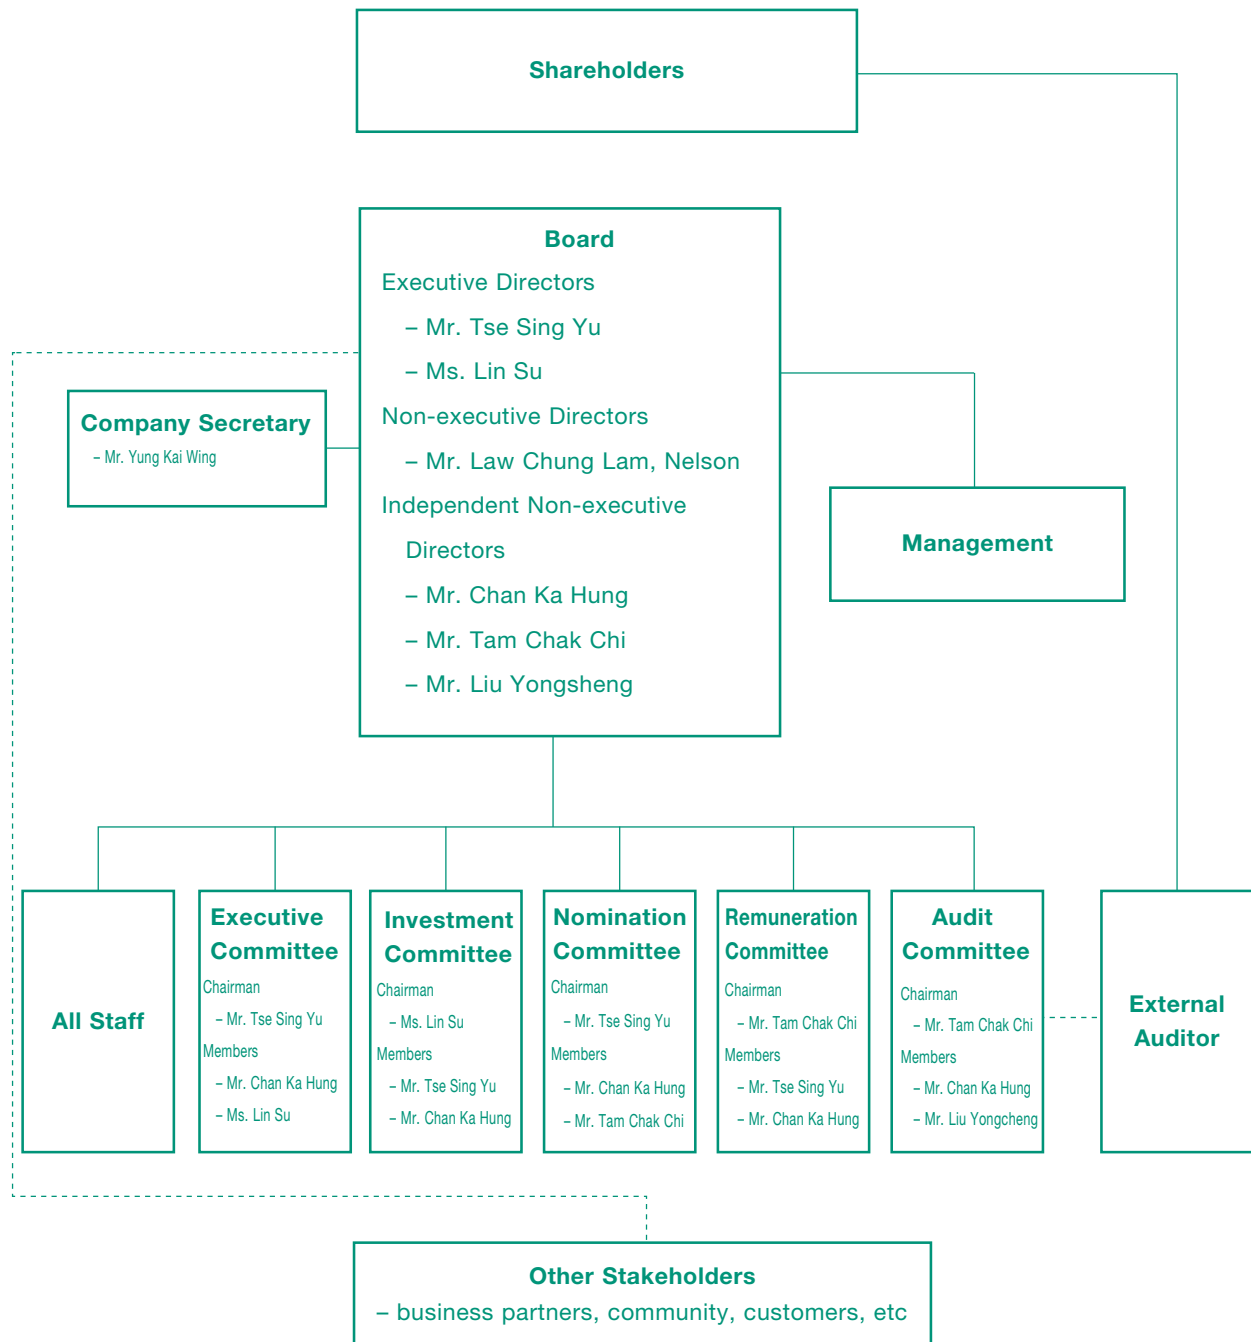 Shareholders
Board
Executive Directors
– Mr. Tse Sing Yu
– Ms. Lin Su
Non-executive Directors
– Mr. Law Chung Lam, Nelson
Independent Non-executive
Directors
– Mr. Chan Ka Hung
– Mr. Tam Chak Chi
– Mr. Liu Yongsheng
Company Secretary
– Mr. Yung Kai Wing
Management
All Staff
Executive
Committee
Chairman
– Mr. Tse Sing Yu
Members
– Mr. Chan Ka Hung
– Ms. Lin Su
Investment
Committee
Chairman
– Ms. Lin Su
Members
– Mr. Tse Sing Yu
– Mr. Chan Ka Hung
Nomination
Committee
Chairman
– Mr. Tse Sing Yu
Members
– Mr. Chan Ka Hung
– Mr. Tam Chak Chi
Remuneration
Committee
Chairman
– Mr. Tam Chak Chi
Members
– Mr. Tse Sing Yu
– Mr. Chan Ka Hung
Audit
Committee
Chairman
– Mr. Tam Chak Chi
Members
– Mr. Chan Ka Hung
– Mr. Liu Yongcheng
External
Auditor
Other Stakeholders
– business partners, community, customers, etc